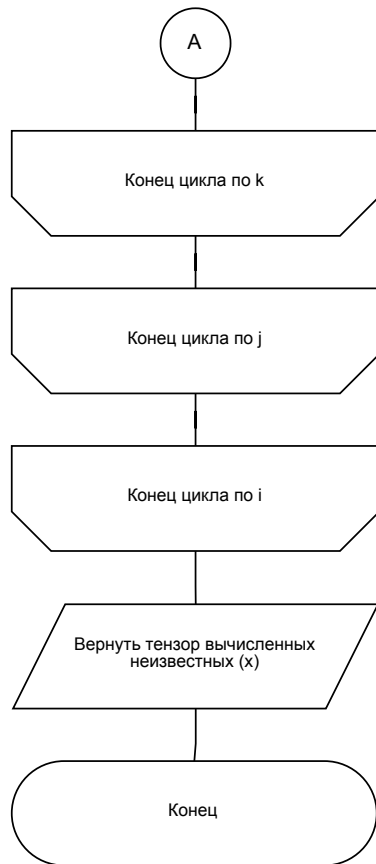 A
Конец цикла по k
Конец цикла по j
Конец цикла по i
Вернуть тензор вычисленных
неизвестных (x)
Конец